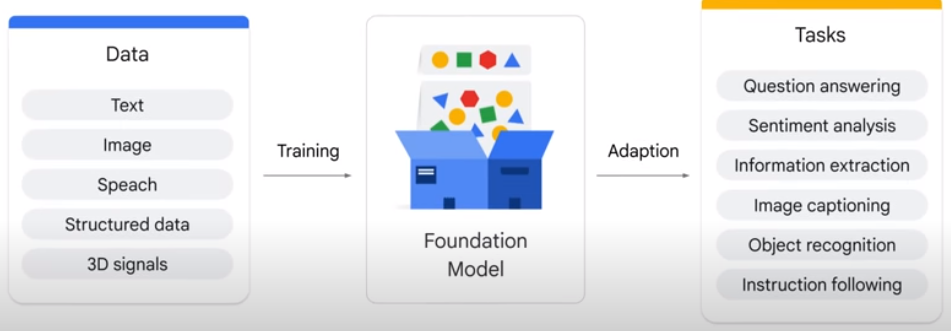 Data
Text
Image
Speach
Structured data
3D signals
Training
Foundation
Model
Adaption
Tasks
Question answering
Sentiment analysis
Information extraction
Image captioning
Object recognition
Instruction following